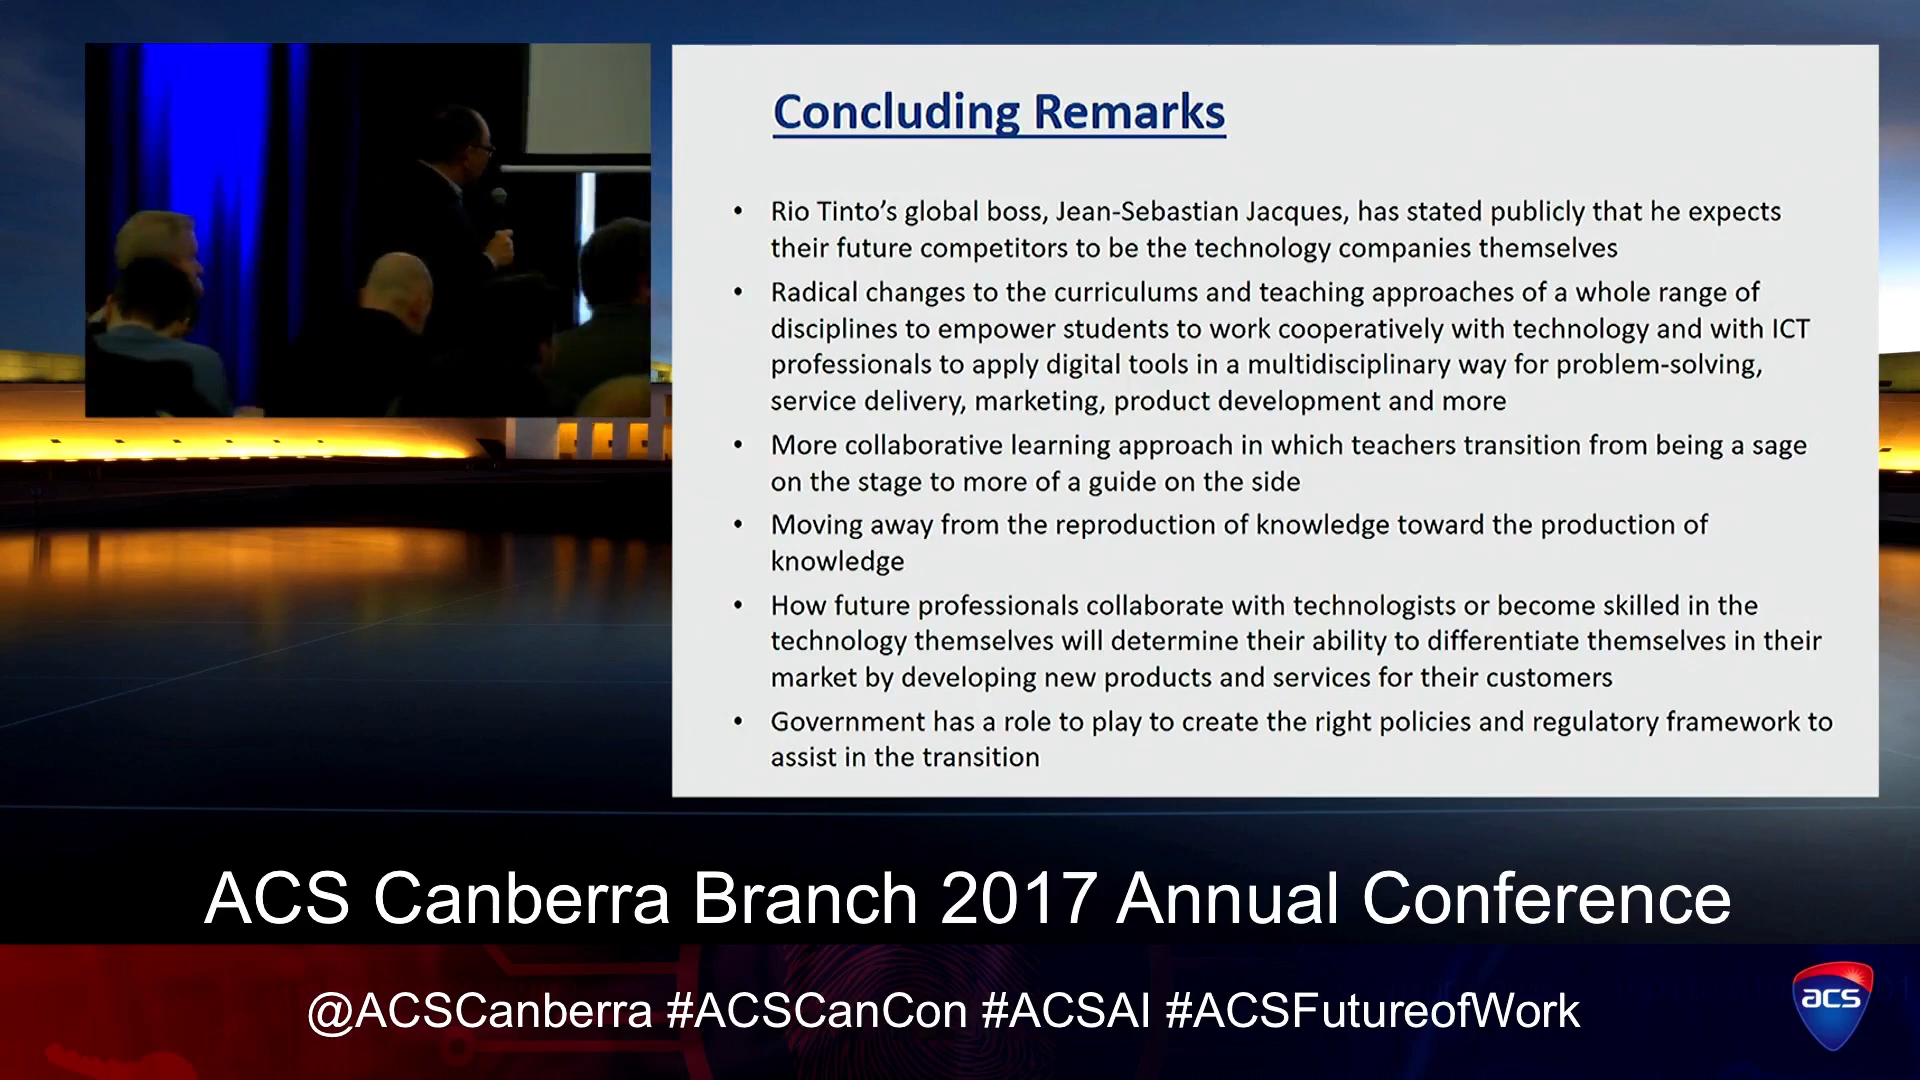 Concluding Remarks
• Rio Tinto’s global boss, Jean-Sebastian Jacques, has stated publicly that he expects
their future competitors to be the technology companies themselves
• Radical changes to the curriculums and teaching approaches of a whole range of
disciplines to empower students to work cooperatively with technology and with ICT
professionals to apply digital tools in a multidisciplinary way for problem-solving,
service delivery, marketing, product development and more
• More collaborative learning approach in which teachers transition from being a sage
on the stage to more of a guide on the side
• Moving away from the reproduction of knowledge toward the production of
knowledge
• How future professionals collaborate with technologists or become skilled in the
technology themselves will determine their ability to differentiate themselves in their
market by developing new products and services for their customers
• Government has a role to play to create the right policies and regulatory framework to
assist in the transition
ACS Canberra Branch 2017 Annual Conference
@ACSCanberra #ACSCanCon #ACSAI #ACSFutureofWork
acs